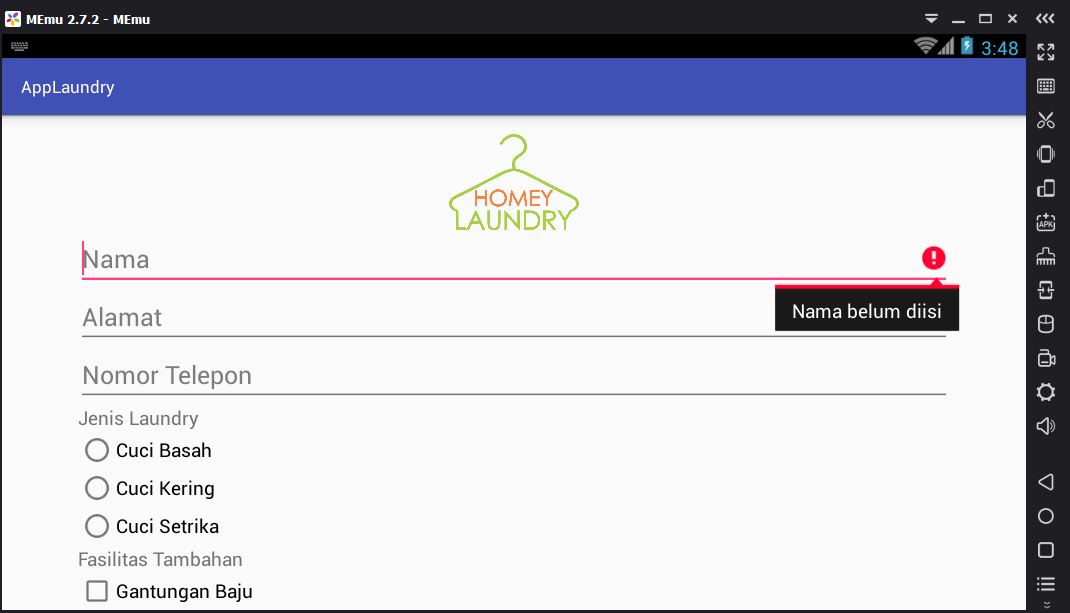 MEmu 2.7.2 - MEmu
3:48
AppLaundry
HOMEY
LAUNDRY
Nama
Nama belum diisi
Alamat
Nomor Telepon
Jenis Laundry
Cuci Basah
Cuci Kering
Cuci Setrika
Fasilitas Tambahan
Gantungan Baju
APK